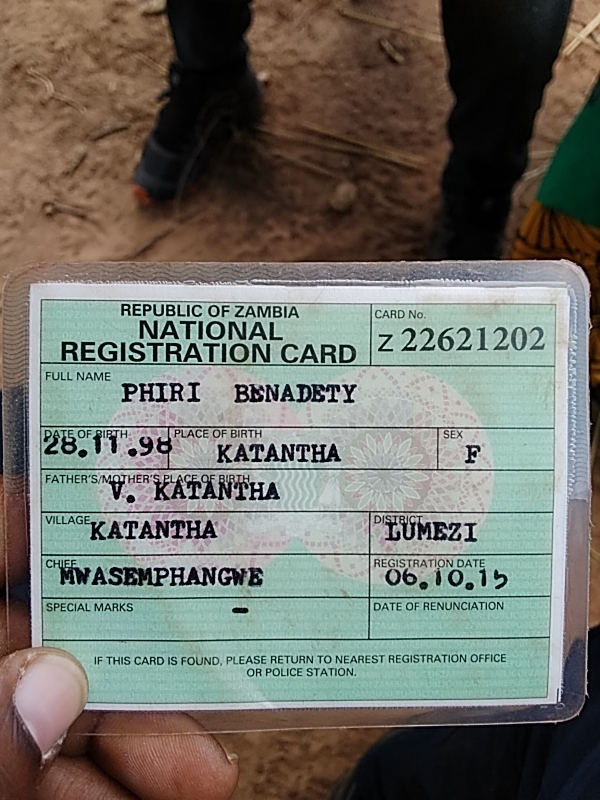 REPUBLIC OF ZAMBIA
NATIONAL
REGISTRATION CARD
CARD No.
Z 22621202
FULL NAME
PHIRI BENADETY
DATE OF BIRTH
28.11.98
PLACE OF BIRTH
KATANTHA
SEX
F
FATHER'S/MOTHER'S PLACE OF BIRTH
V. KATANTHA
VILLAGE
KATANTHA
DISTRICT
LUMEZI
CHIEF
MWASEMPHANGWE
REGISTRATION DATE
06.10.15
SPECIAL MARKS
-
DATE OF RENUNCIATION
IF THIS CARD IS FOUND, PLEASE RETURN TO NEAREST REGISTRATION OFFICE
OR POLICE STATION.